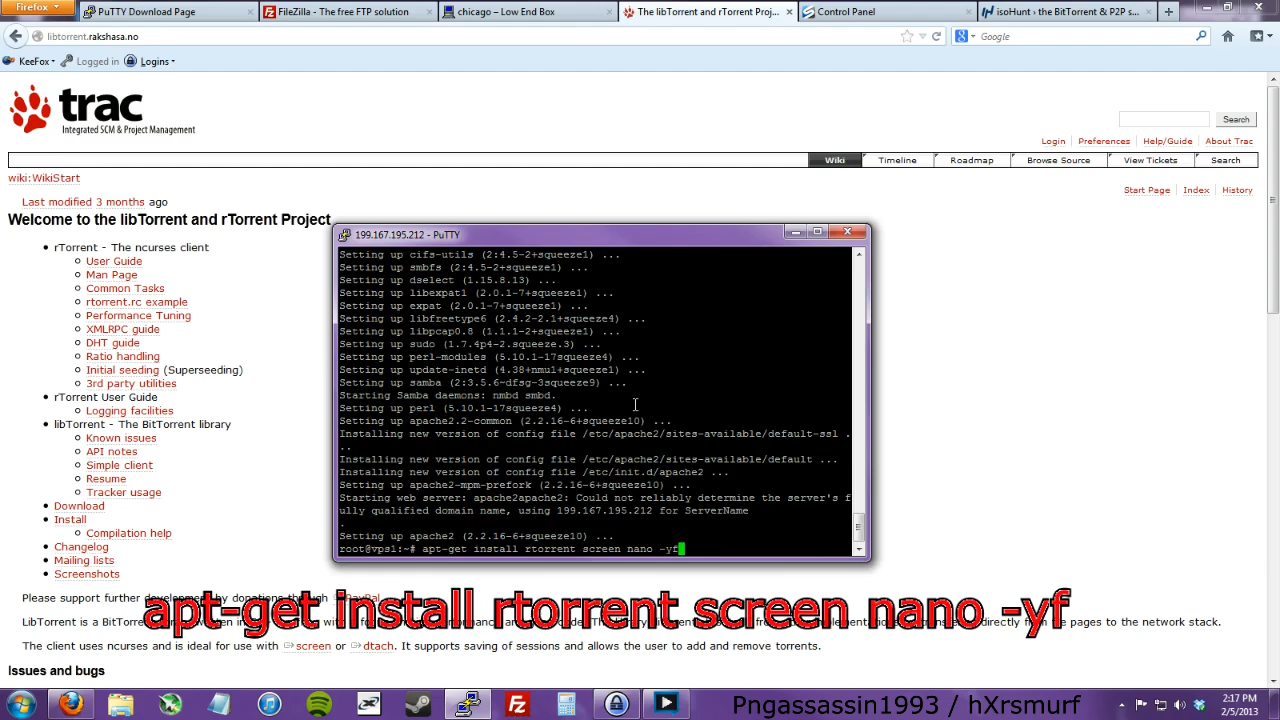 Firefox
PuTTY Download Page
FileZilla - The free FTP solution
chicago - Low End Box
The libTorrent and rTorrent Proj...
Control Panel
isoHunt › the BitTorrent & P2P s...
libtorrent.rakshasa.no
Google
KeeFox
Logged in
Logins
trac
Integrated SCM & Project Management
Search
Login
Preferences
Help/Guide
About Trac
Wiki
Timeline
Roadmap
Browse Source
View Tickets
Search
wiki:WikiStart
Start Page
Index
History
Last modified 3 months ago
Welcome to the libTorrent and rTorrent Project
rTorrent - The ncurses client
User Guide
Man Page
Common Tasks
rtorrent.rc example
Performance Tuning
XMLRPC guide
DHT guide
Ratio handling
Initial seeding (Superseeding)
3rd party utilities
rTorrent User Guide
Logging facilities
libTorrent - The BitTorrent library
Known issues
API notes
Simple client
Resume
Tracker usage
Download
Install
Compilation help
Changelog
Mailing lists
Screenshots
199.167.195.212 - PuTTY
Setting up cifs-utils (2:4.5-2+squeeze1) ...
Setting up smbfs (2:4.5-2+squeeze1) ...
Setting up dselect (1.15.8.13) ...
Setting up libexpat1 (2.0.1-7+squeeze1) ...
Setting up expat (2.0.1-7+squeeze1) ...
Setting up libfreetype6 (2.4.2-2.1+squeeze4) ...
Setting up libpcap0.8 (1.1.1-2+squeeze1) ...
Setting up sudo (1.7.4p4-2.squeeze.3) ...
Setting up perl-modules (5.10.1-17squeeze4) ...
Setting up update-inetd (4.38+nmu1+squeeze1) ...
Setting up samba (2:3.5.6~dfsg-3squeeze9) ...
Starting Samba daemons: nmbd smbd.
Setting up perl (5.10.1-17squeeze4) ...
Setting up apache2.2-common (2.2.16-6+squeeze10) ...
Installing new version of config file /etc/apache2/sites-available/default-ssl .
..
Installing new version of config file /etc/apache2/sites-available/default ...
Installing new version of config file /etc/init.d/apache2 ...
Setting up apache2-mpm-prefork (2.2.16-6+squeeze10) ...
Starting web server: apache2apache2: Could not reliably determine the server's f
ully qualified domain name, using 199.167.195.212 for ServerName
.
Setting up apache2 (2.2.16-6+squeeze10) ...
root@vps1:~# apt-get install rtorrent screen nano -yf
Please support further development by donations through PayPal
apt-get install rtorrent screen nano -yf
LibTorrent is a BitTorrent directly from file pages to the network stack.
The client uses ncurses and is ideal for use with screen or dtach. It supports saving of sessions and allows the user to add and remove torrents.
Issues and bugs
Pngassassin1993 / hXrsmurf
2:17 PM
2/5/2013